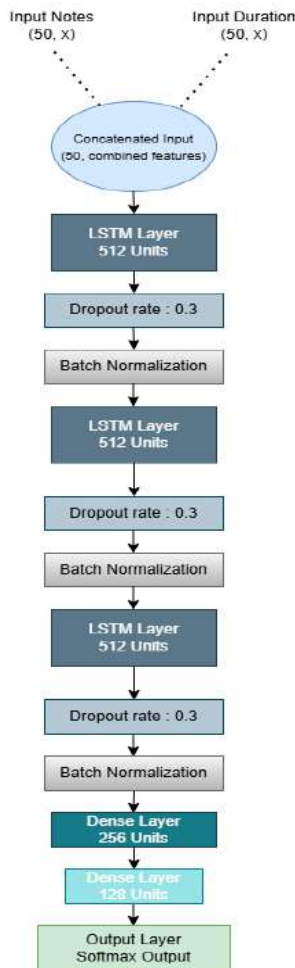 Input Notes
(50, x)
Input Duration
(50, x)
Concatenated Input
(50, combined features)
LSTM Layer
512 Units
Dropout rate : 0.3
Batch Normalization
LSTM Layer
512 Units
Dropout rate : 0.3
Batch Normalization
LSTM Layer
512 Units
Dropout rate : 0.3
Batch Normalization
Dense Layer
256 Units
Dense Layer
128 Units
Output Layer
Softmax Output